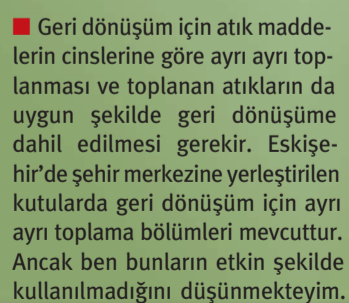 ■ Geri dönüşüm için atık madde-
lerin cinslerine göre ayrı ayrı top-
lanması ve toplanan atıkların da
uygun şekilde geri dönüşüme
dahil edilmesi gerekir. Eskişe-
hir'de şehir merkezine yerleştirilen
kutularda geri dönüşüm için ayrı
ayrı toplama bölümleri mevcuttur.
Ancak ben bunların etkin şekilde
kullanılmadığını düşünmekteyim.